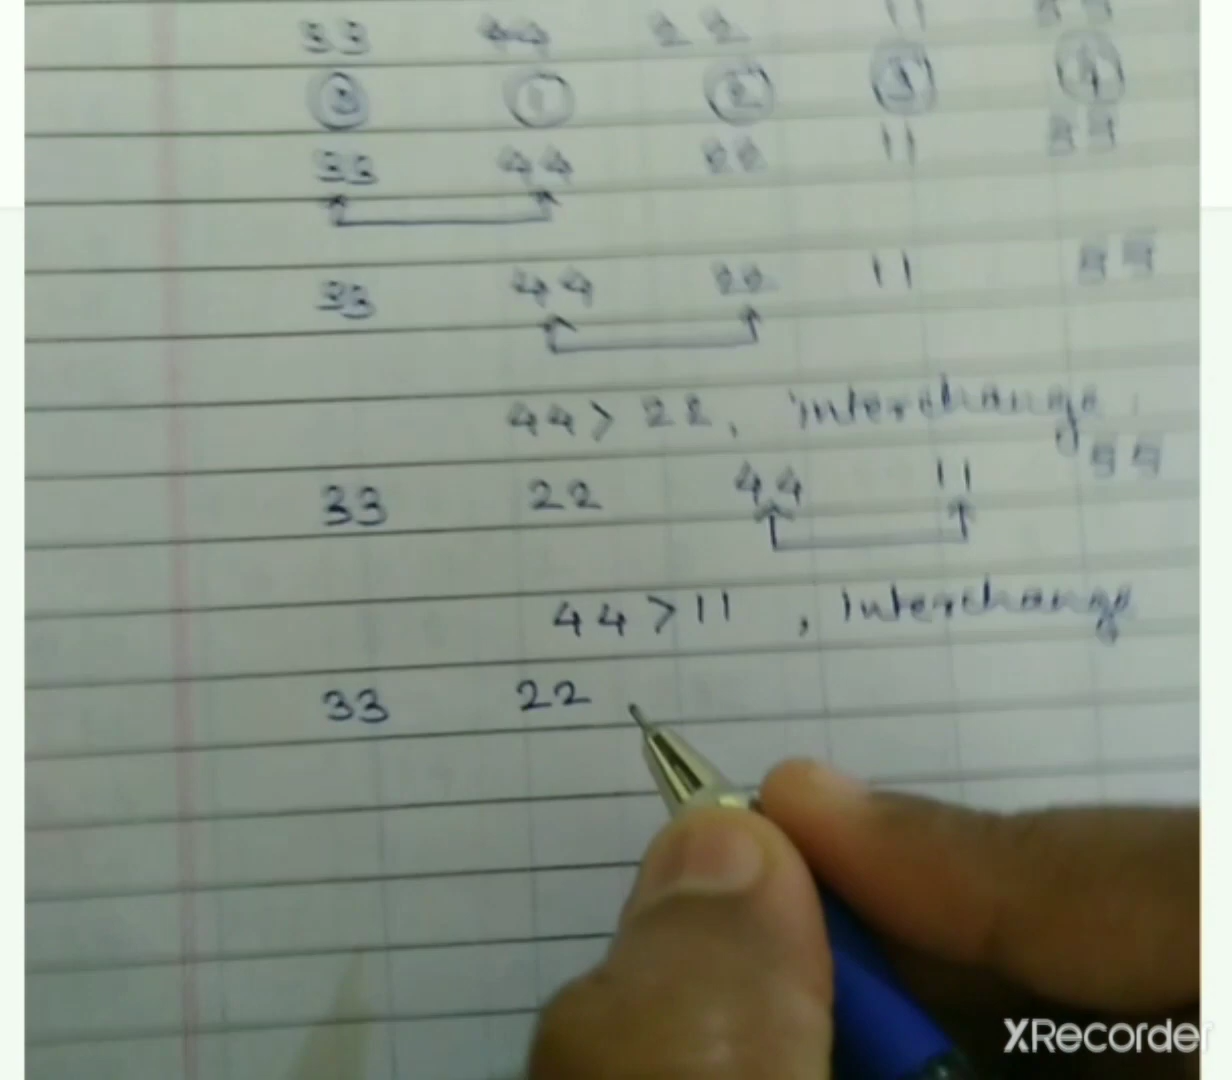 33 44 22 11 55
0 1 2 3 4
33 44 22 11 55
33 44 22 11 55
44 > 22, interchange.
33 22 44 11 55
44 > 11 , interchange
33 22
XRecorder